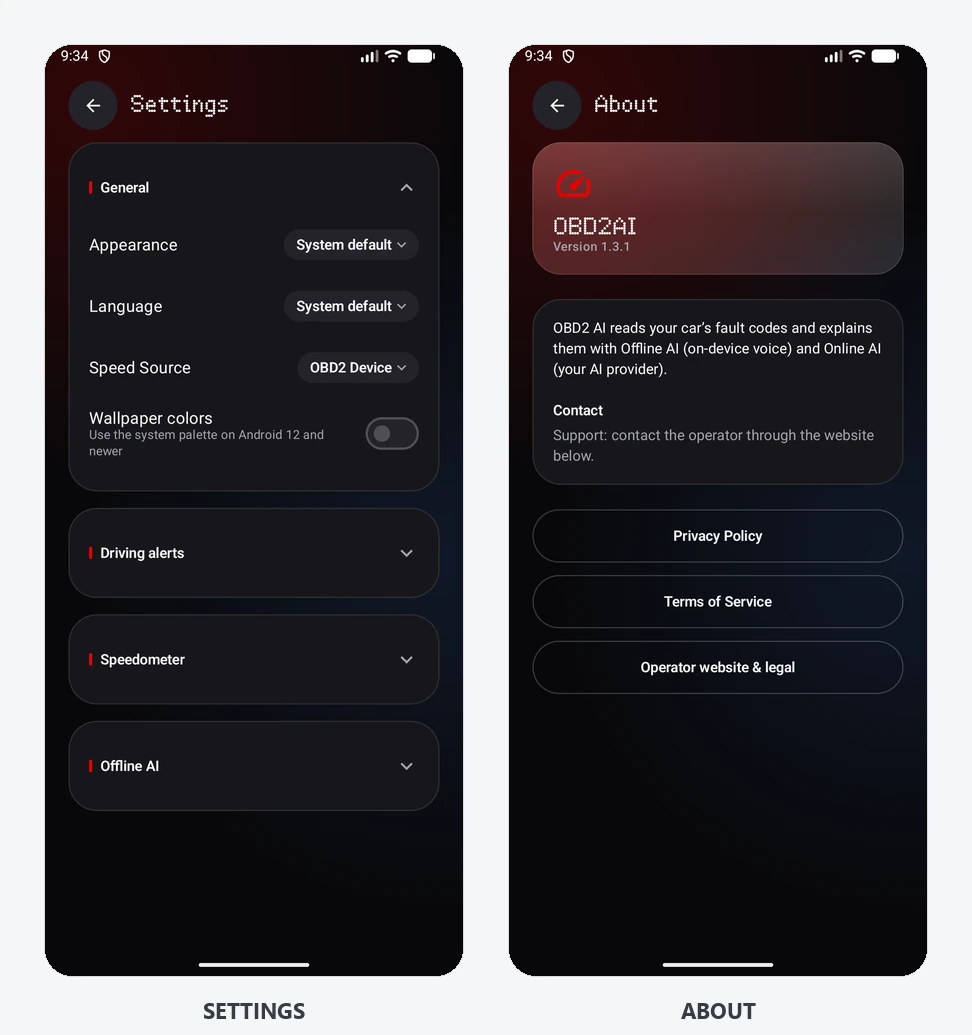 9:34
Settings
General
Appearance
System default
Language
System default
Speed Source
OBD2 Device
Wallpaper colors
Use the system palette on Android 12 and
newer
Driving alerts
Speedometer
Offline AI
SETTINGS
9:34
About
OBD2AI
Version 1.3.1
OBD2 AI reads your car's fault codes and explains
them with Offline AI (on-device voice) and Online AI
(your AI provider).
Contact
Support: contact the operator through the website
below.
Privacy Policy
Terms of Service
Operator website & legal
ABOUT